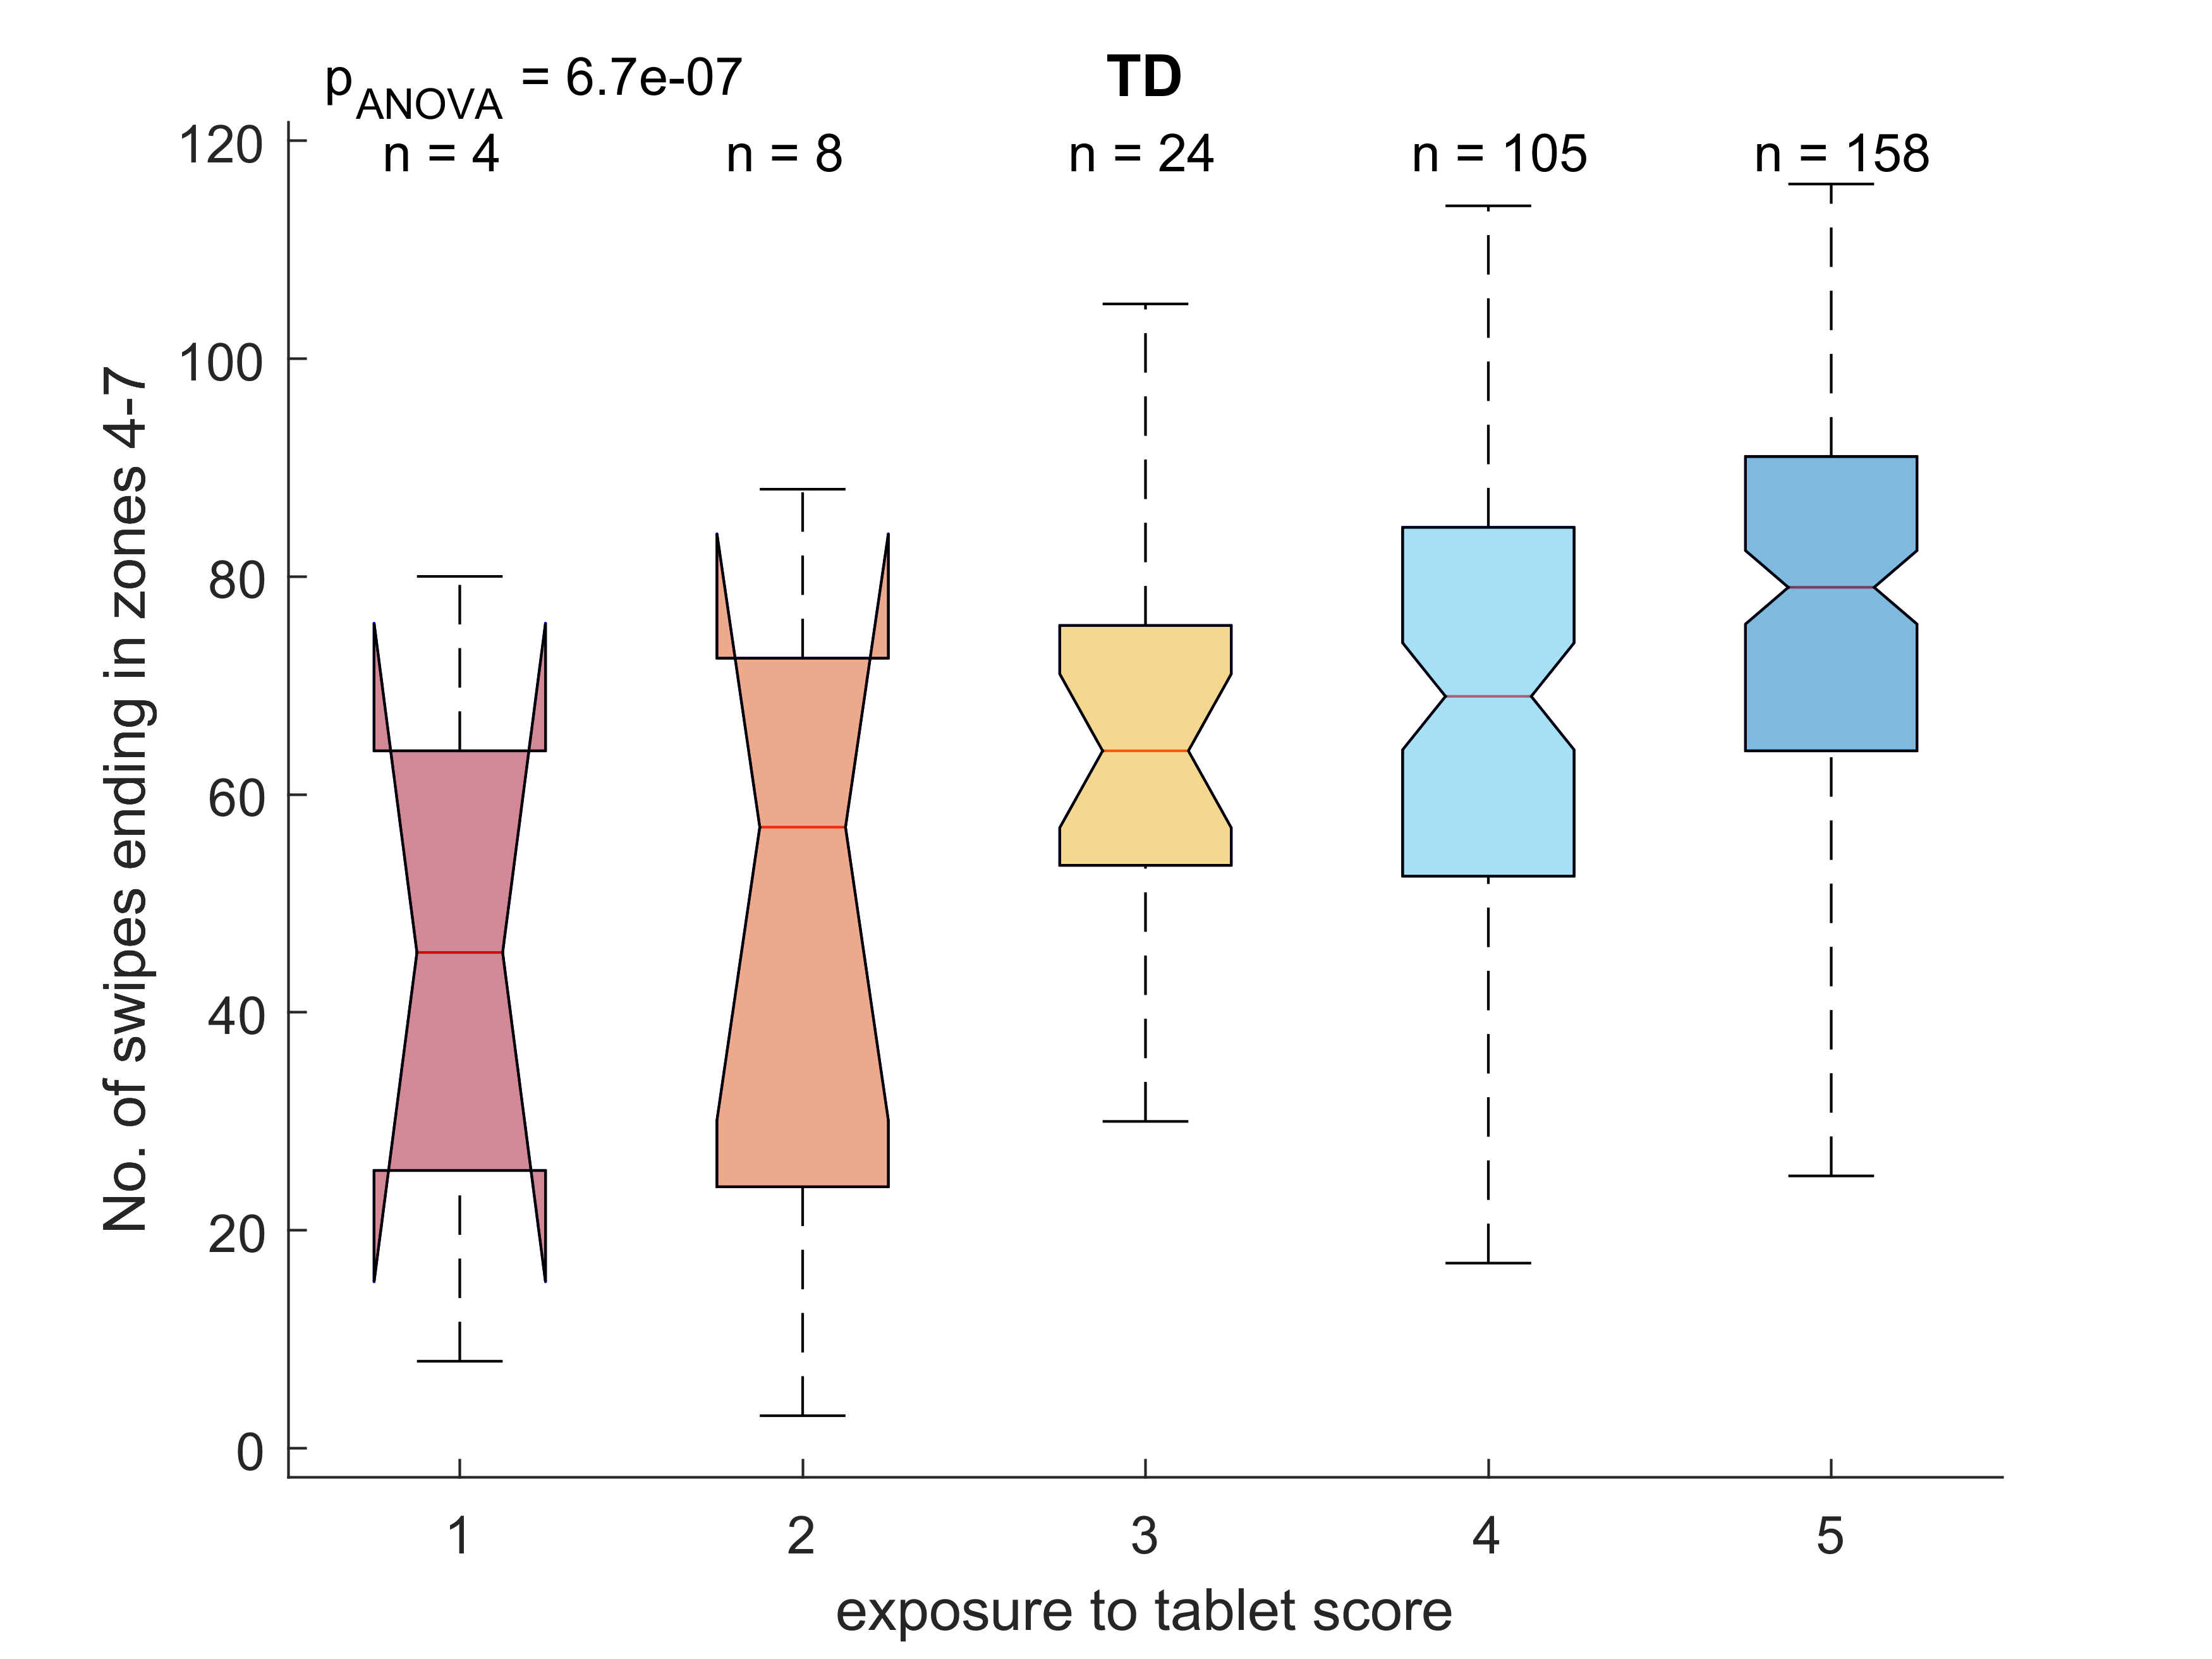 p_ANOVA = 6.7e-07
TD
n = 4
n = 8
n = 24
n = 105
n = 158
120
100
80
60
40
20
0
No. of swipes ending in zones 4-7
1
2
3
4
5
exposure to tablet score